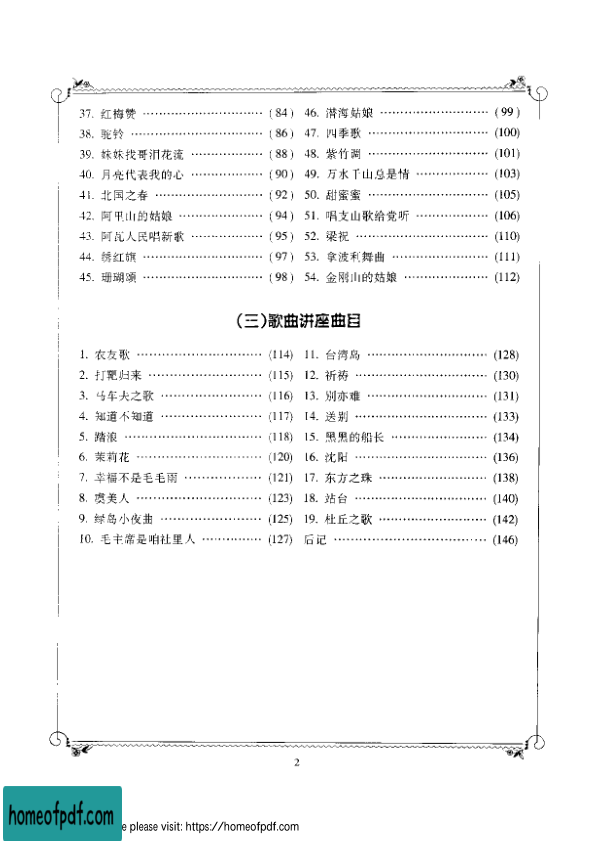 37. 红梅赞 ………………………… ( 84 )
38. 驼铃 …………………………… ( 86 )
39. 妹妹找哥泪花流 ……………… ( 88 )
40. 月亮代表我的心 ……………… ( 90 )
41. 北国之春 ……………………… ( 92 )
42. 阿里山的姑娘 ………………… ( 94 )
43. 阿瓦人民唱新歌 ……………… ( 95 )
44. 绣红旗 ………………………… ( 97 )
45. 珊瑚颂 ………………………… ( 98 )
46. 潜海姑娘 ……………………… ( 99 )
47. 四季歌 ………………………… (100)
48. 紫竹调 ………………………… (101)
49. 万水千山总是情 ……………… (103)
50. 甜蜜蜜 ………………………… (105)
51. 唱支山歌给党听 ……………… (106)
52. 梁祝 …………………………… (110)
53. 拿波利舞曲 …………………… (111)
54. 金刚山的姑娘 ………………… (112)
(三)歌曲讲座曲目
1. 农友歌 ………………………… (114)
2. 打靶归来 ……………………… (115)
3. 马车夫之歌 …………………… (116)
4. 知道不知道 …………………… (117)
5. 踏浪 …………………………… (118)
6. 茉莉花 ………………………… (120)
7. 幸福不是毛毛雨 ……………… (121)
8. 虞美人 ………………………… (123)
9. 绿岛小夜曲 …………………… (125)
10. 毛主席是咱社里人 …………… (127)
11. 台湾岛 ………………………… (128)
12. 祈祷 …………………………… (130)
13. 别亦难 ………………………… (131)
14. 送别 …………………………… (133)
15. 黑黑的船长 …………………… (134)
16. 沈阳 …………………………… (136)
17. 东方之珠 ……………………… (138)
18. 站台 …………………………… (140)
19. 杜丘之歌 ……………………… (142)
后记 ………………………………… (146)
2
homeofpdf.com
e please visit: https://homeofpdf.com